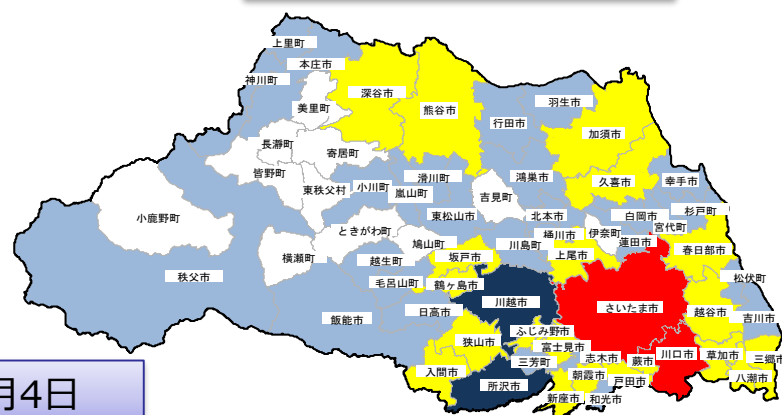 上里町
本庄市
神川町
深谷市
美里町
熊谷市
羽生市
行田市
加須市
長瀞町
寄居町
皆野町
滑川町
鴻巣市
久喜市
幸手市
東秩父村
小川町
嵐山町
吉見町
小鹿野町
東松山市
北本市
白岡市
杉戸町
ときがわ町
鳩山町
川島町
桶川市
伊奈町
宮代町
蓮田市
横瀬町
越生町
坂戸市
上尾市
春日部市
秩父市
毛呂山町
鶴ヶ島市
松伏町
川越市
さいたま市
飯能市
日高市
越谷市
吉川市
ふじみ野市
狭山市
富士見市
三芳町
志木市
蕨市
川口市
草加市
三郷市
入間市
所沢市
朝霞市
戸田市
八潮市
新座市
和光市
月4日